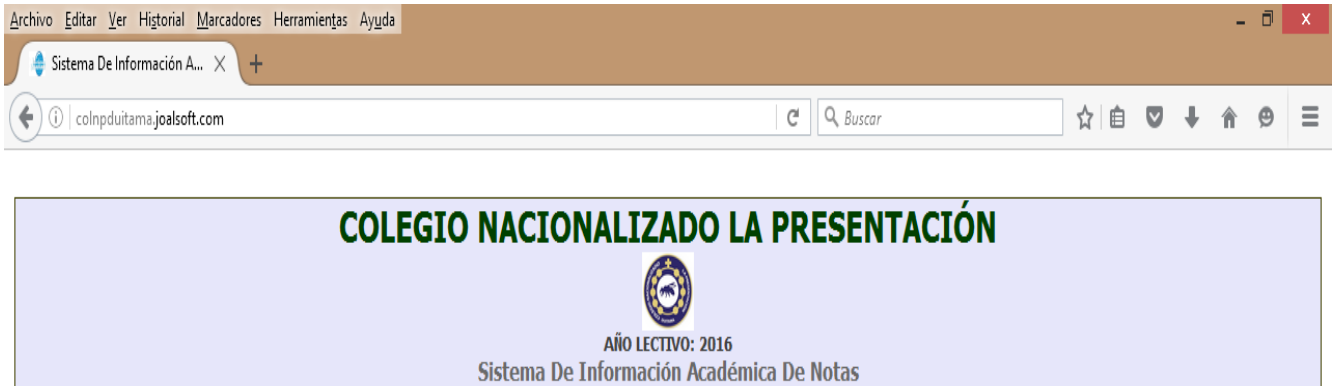 Archivo Editar Ver Historial Marcadores Herramientas Ayuda
Sistema De Información A...
colnpduitama.joalsoft.com
Buscar
COLEGIO NACIONALIZADO LA PRESENTACIÓN
AÑO LECTIVO: 2016
Sistema De Información Académica De Notas